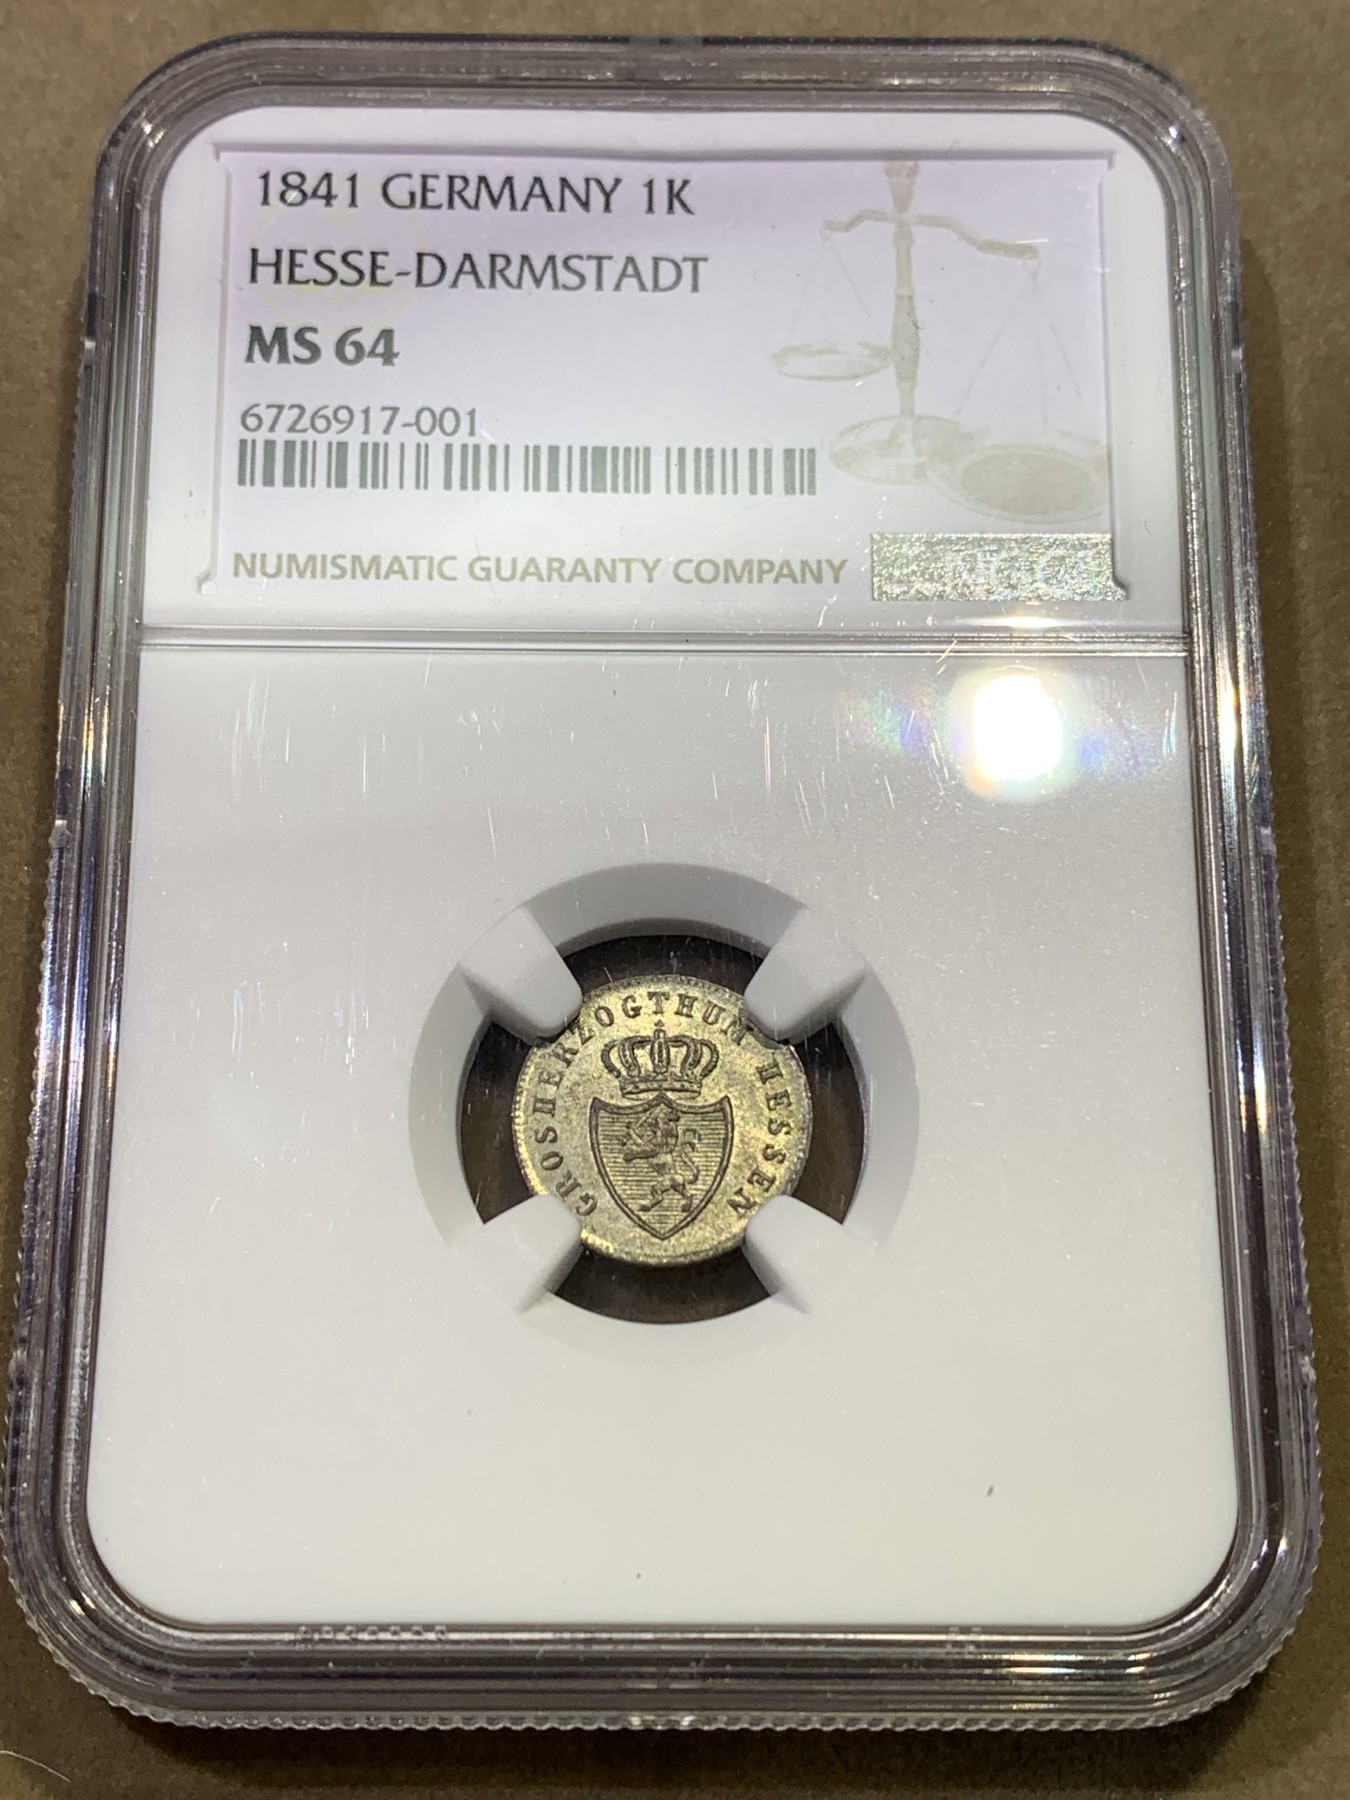 1841 GERMANY 1K
HESSE-DARMSTADT
MS 64
6726917-001
NUMISMATIC GUARANTY COMPANY
GROSHERZOGTHUM HESSEN